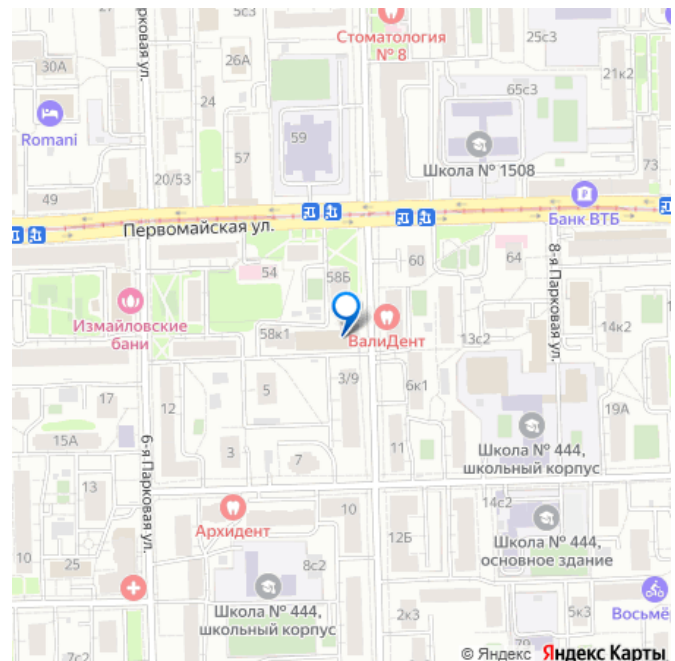 5с3
25с3
Стоматология
№ 8
30А
Парковая ул.
26А
21к2
65с3
24
Romani
59
57
Школа № 1508
20/53
73
49
Банк ВТБ
Первомайская ул.
54
58Б
60
64
8-я Парковая ул.
Измайловские
бани
58к1
ВалиДент
13с2
14к2
17
5
3/9
6к1
12
19А
15А
3
7
11
Школа № 444,
школьный корпус
13
6-я Парковая ул.
14с2
Архидент
10
12Б
Школа № 444,
основное здание
10
25
8с2
Школа № 444,
школьный корпус
2к3
5к3
Восьмё
7с2
79
© Яндекс Яндекс Карты